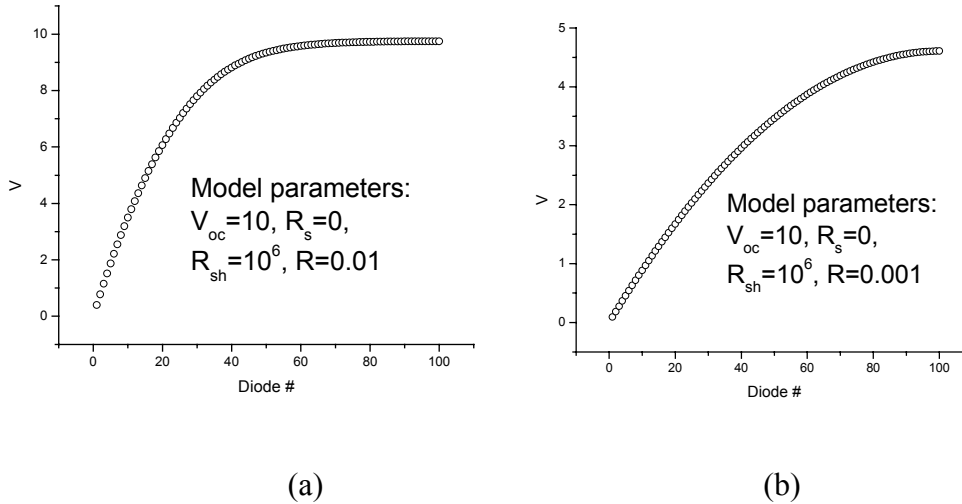 10
8
6
4
2
0
V
0
20
40
60
80
100
Diode #
Model parameters:
V_oc=10, R_s=0,
R_sh=10^6, R=0.01
(a)
5
4
3
2
1
0
V
0
20
40
60
80
100
Diode #
Model parameters:
V_oc=10, R_s=0,
R_sh=10^6, R=0.001
(b)